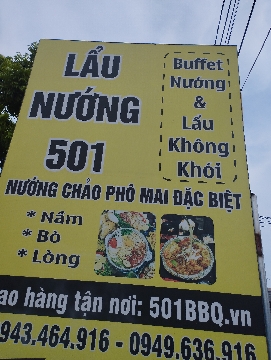 LẨU
NƯỚNG
501
Buffet
Nướng
&
Lẩu
Không
Khói
NƯỚNG CHẢO PHÔ MAI ĐẶC BIỆT
* Nầm
* Bò
* Lòng
ao hàng tận nơi: 501BBQ.vn
943.464.916 - 0949.636.916